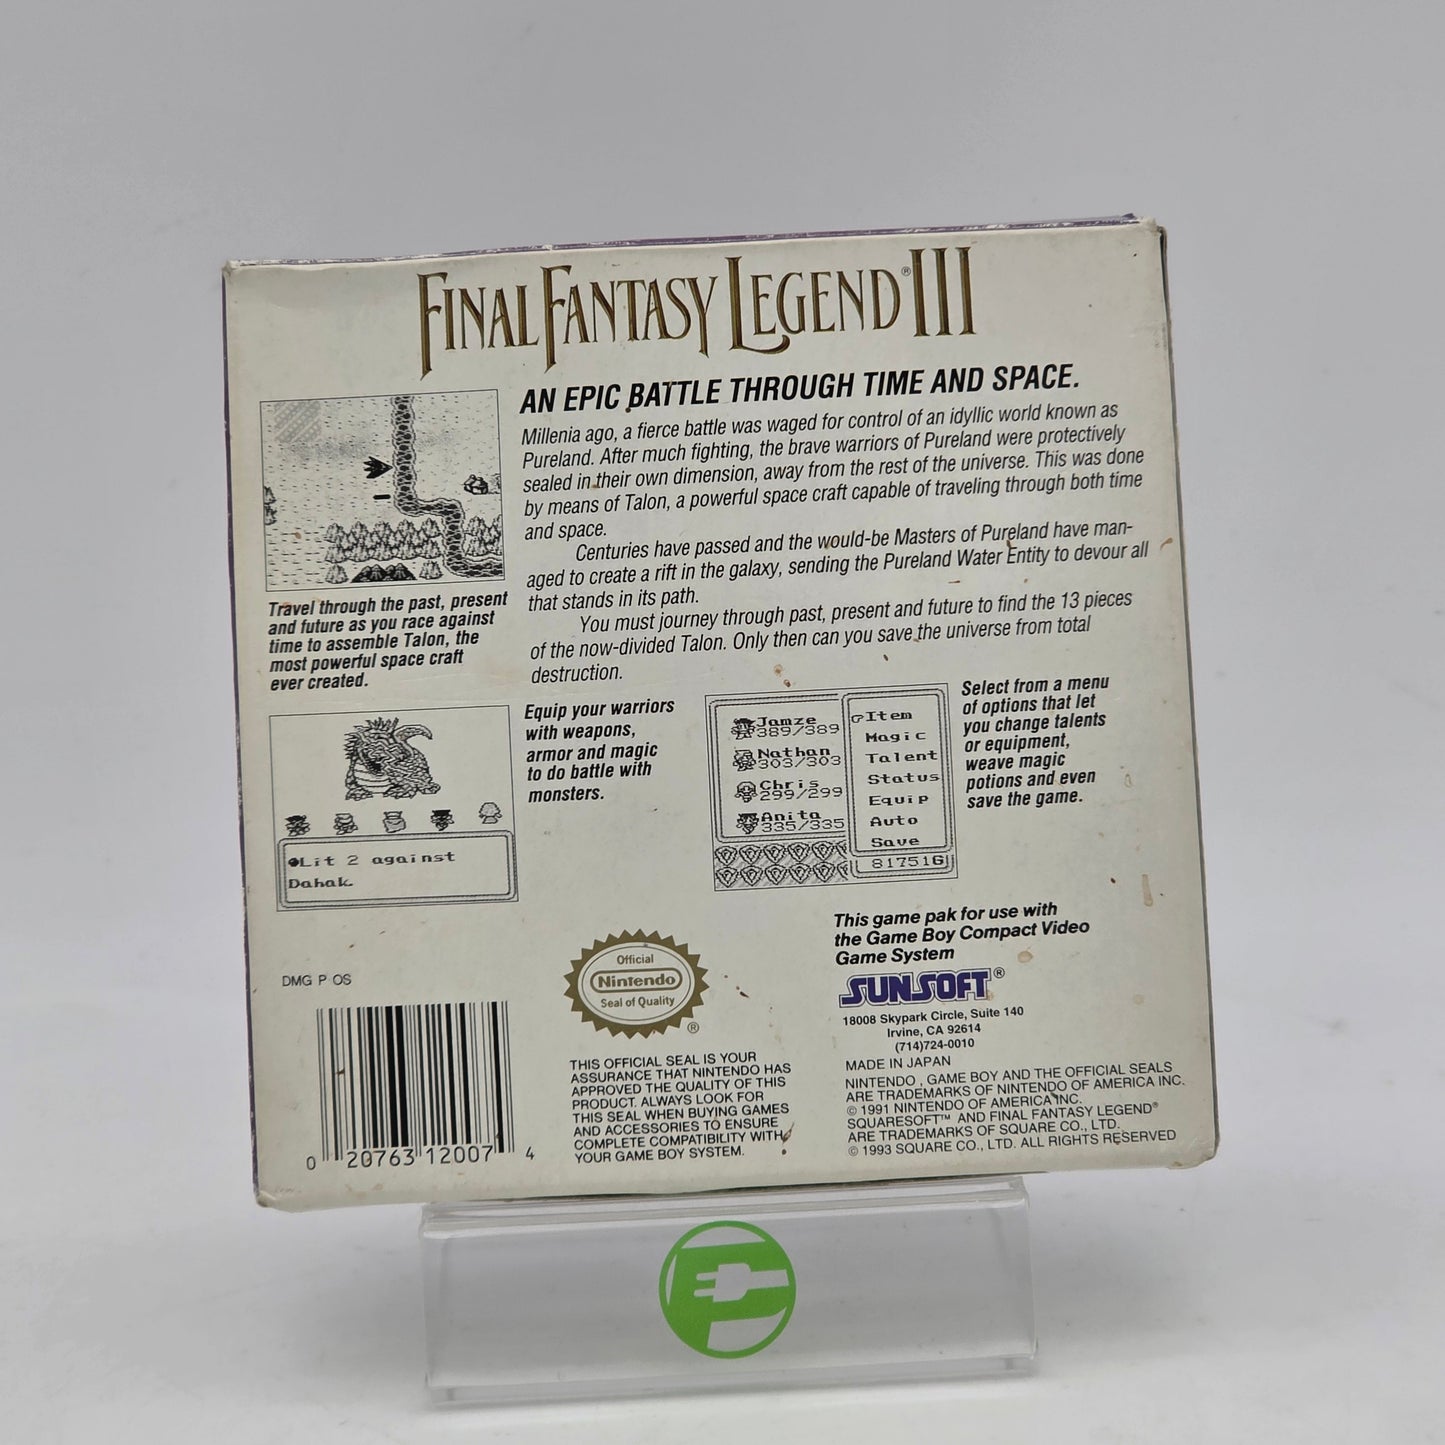 FINAL FANTASY LEGEND® III
AN EPIC BATTLE THROUGH TIME AND SPACE.
Millenia ago, a fierce battle was waged for control of an idyllic world known as
Pureland. After much fighting, the brave warriors of Pureland were protectively
sealed in their own dimension, away from the rest of the universe. This was done
by means of Talon, a powerful space craft capable of traveling through both time
and space.
Centuries have passed and the would-be Masters of Pureland have man-
aged to create a rift in the galaxy, sending the Pureland Water Entity to devour all
that stands in its path.
You must journey through past, present and future to find the 13 pieces
of the now-divided Talon. Only then can you save the universe from total
destruction.
Travel through the past, present
and future as you race against
time to assemble Talon, the
most powerful space craft
ever created.
Equip your warriors
with weapons,
armor and magic
to do battle with
monsters.
Lit 2 against
Dahak.
Jamze
389/389
Nathan
303/303
Chris
299/299
Anita
335/335
Item
Magic
Talent
Status
Equip
Auto
Save
81751G
Select from a menu
of options that let
you change talents
or equipment,
weave magic
potions and even
save the game.
DMG P OS
0 20763 12007 4
Official
Nintendo
Seal of Quality
®
THIS OFFICIAL SEAL IS YOUR
ASSURANCE THAT NINTENDO HAS
APPROVED THE QUALITY OF THIS
PRODUCT. ALWAYS LOOK FOR
THIS SEAL WHEN BUYING GAMES
AND ACCESSORIES TO ENSURE
COMPLETE COMPATIBILITY WITH
YOUR GAME BOY SYSTEM.
This game pak for use with
the Game Boy Compact Video
Game System
SUNSOFT®
18008 Skypark Circle, Suite 140
Irvine, CA 92614
(714)724-0010
MADE IN JAPAN
NINTENDO, GAME BOY AND THE OFFICIAL SEALS
ARE TRADEMARKS OF NINTENDO OF AMERICA INC.
© 1991 NINTENDO OF AMERICA INC.
SQUARESOFT™ AND FINAL FANTASY LEGEND®
ARE TRADEMARKS OF SQUARE CO., LTD.
© 1993 SQUARE CO., LTD. ALL RIGHTS RESERVED